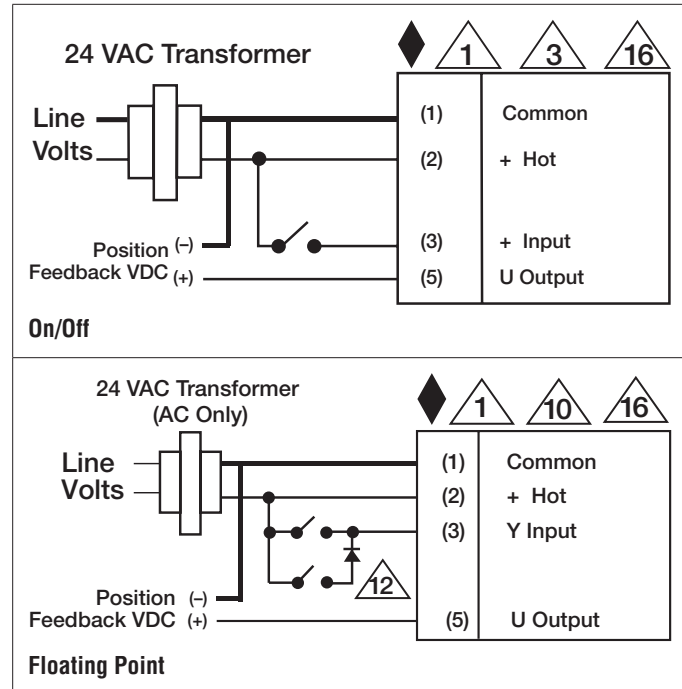 24 VAC Transformer
1 3 16
Line
Volts
(1) Common
(2) + Hot
(3) + Input
(5) U Output
Position (–)
Feedback VDC (+)
On/Off
24 VAC Transformer
(AC Only)
1 10 16
Line
Volts
(1) Common
(2) + Hot
(3) Y Input
12
Position (–)
Feedback VDC (+)
(5) U Output
Floating Point